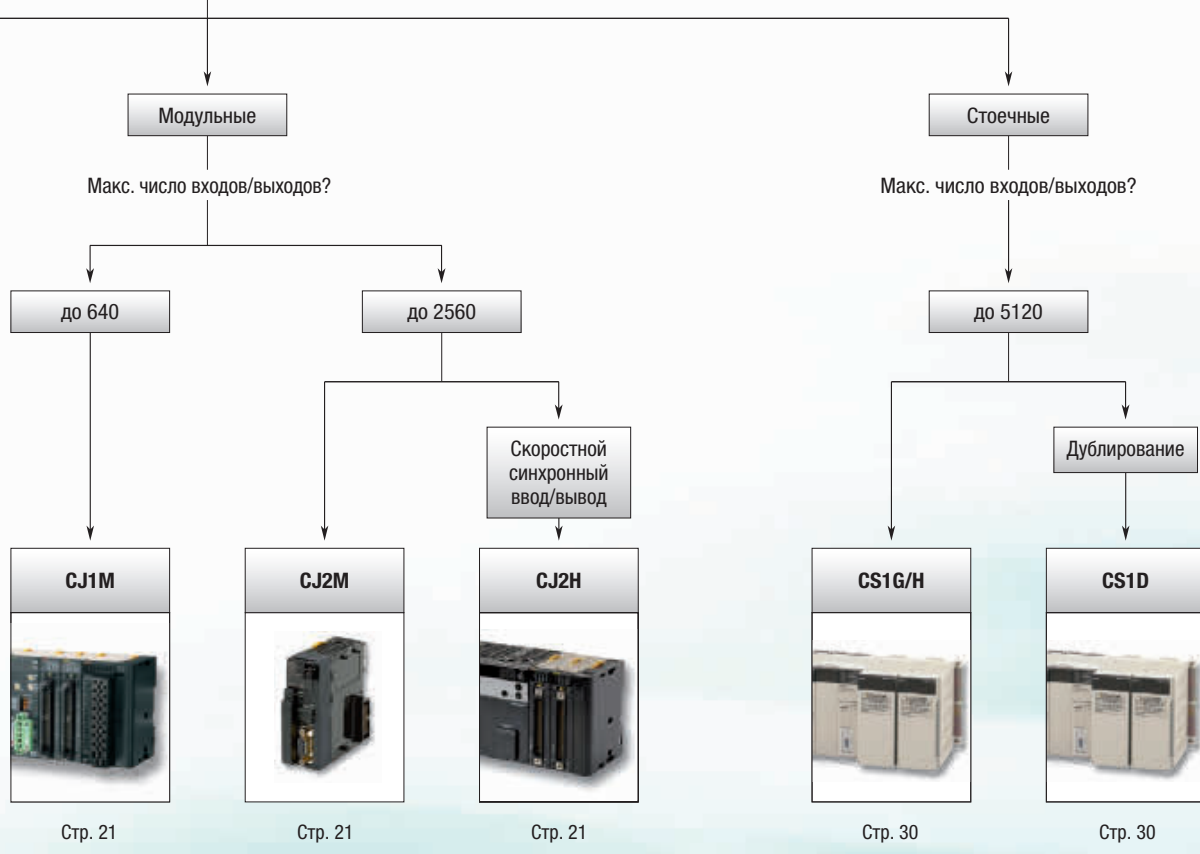 Модульные
Стоечные
Макс. число входов/выходов?
Макс. число входов/выходов?
до 640
до 2560
до 5120
Скоростной
синхронный
ввод/вывод
Дублирование
CJ1M
CJ2M
CJ2H
CS1G/H
CS1D
Стр. 21
Стр. 21
Стр. 21
Стр. 30
Стр. 30